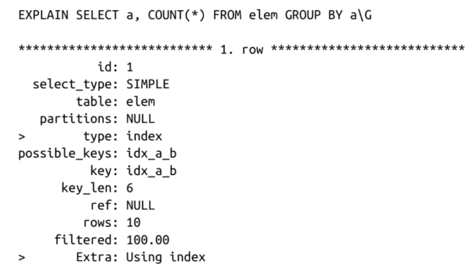 EXPLAIN SELECT a, COUNT(*) FROM elem GROUP BY a\G
*************************** 1. row ***************************
id: 1
select_type: SIMPLE
table: elem
partitions: NULL
> type: index
possible_keys: idx_a_b
key: idx_a_b
key_len: 6
ref: NULL
rows: 10
filtered: 100.00
> Extra: Using index